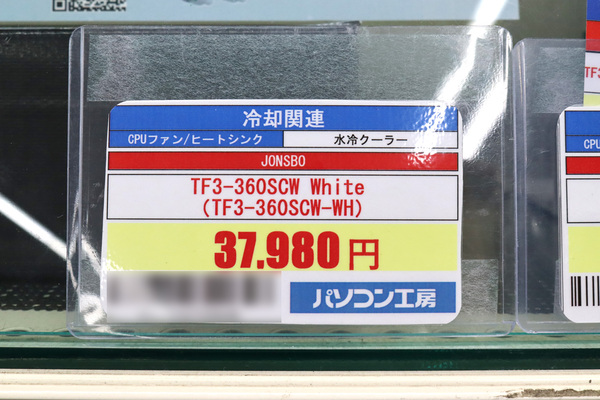 冷却関連
CPUファン/ヒートシンク 水冷クーラー
JONSBO
TF3-360SCW White
(TF3-360SCW-WH)
37,980円
パソコン工房
TF3
CPU